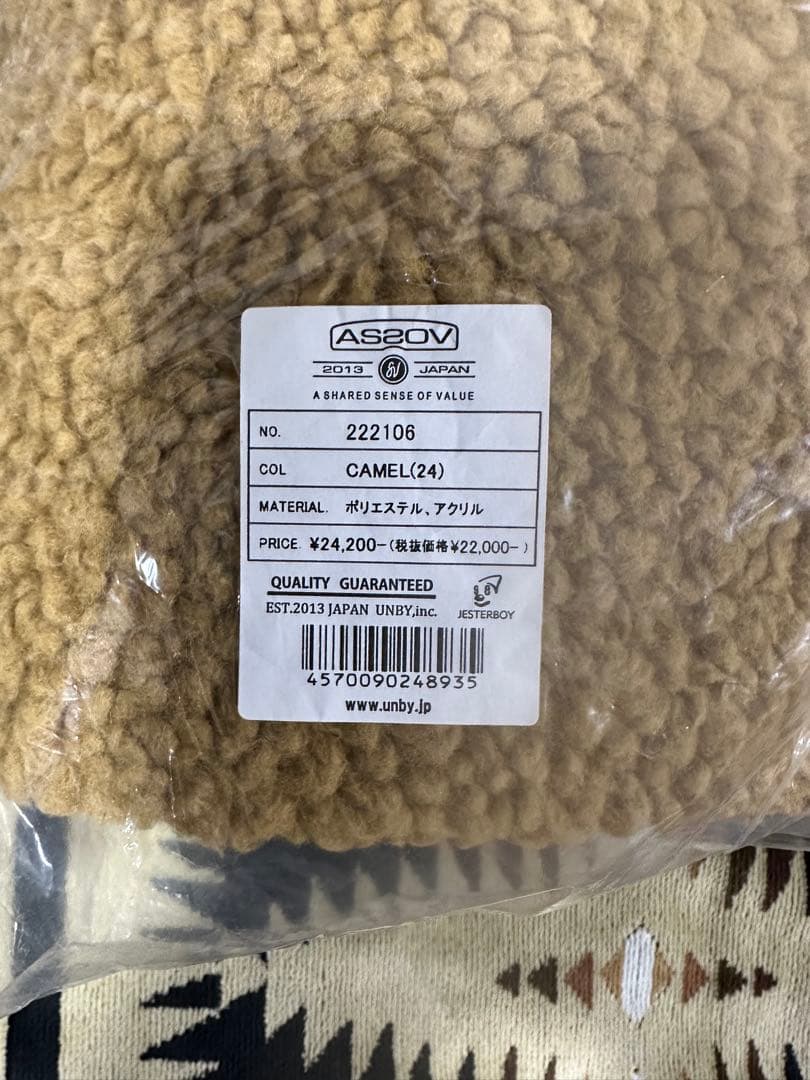 ASSOV
2013 JAPAN
A SHARED SENSE OF VALUE
NO. 222106
COL CAMEL(24)
MATERIAL. ポリエステル、アクリル
PRICE. ¥24,200-(税抜価格¥22,000-)
QUALITY GUARANTEED
EST.2013 JAPAN UNBY,inc.
JESTERBOY
4570090248935
www.unby.jp